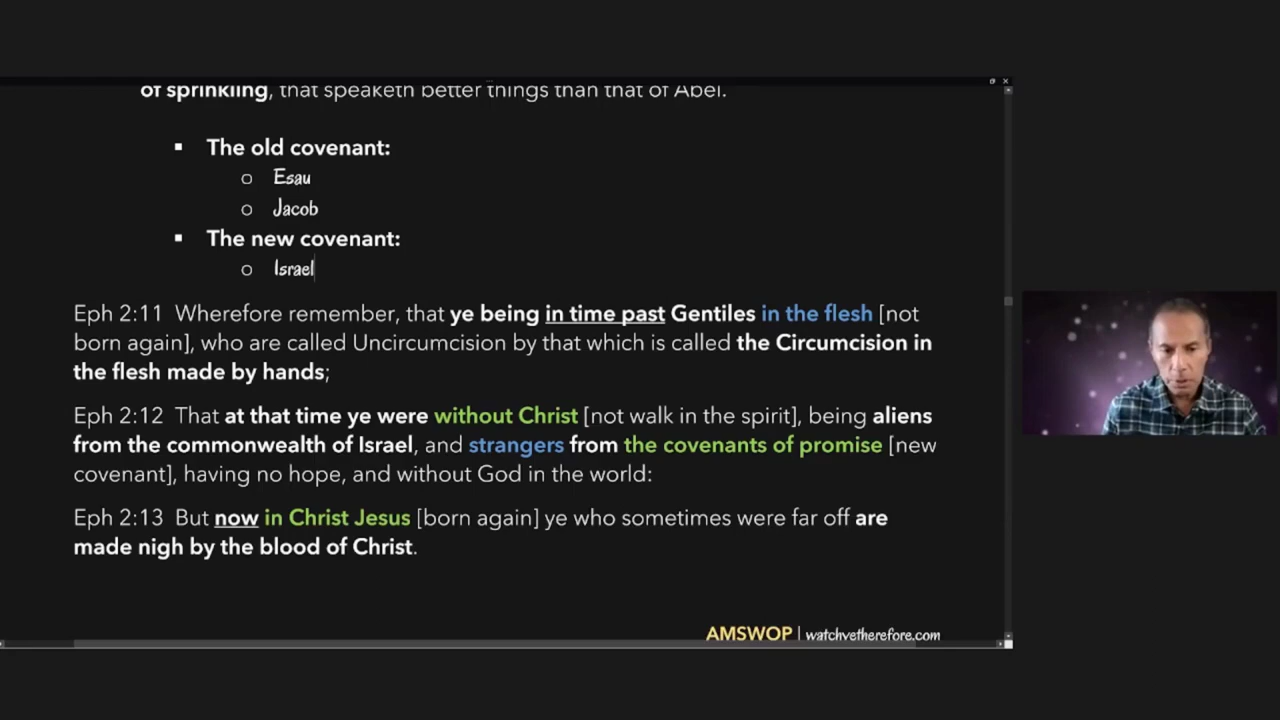 of sprinkling, that speaketh better things than that of Abel.
▪ The old covenant:
o Esau
o Jacob
▪ The new covenant:
o Israel
Eph 2:11 Wherefore remember, that ye being in time past Gentiles in the flesh [not
born again], who are called Uncircumcision by that which is called the Circumcision in
the flesh made by hands;
Eph 2:12 That at that time ye were without Christ [not walk in the spirit], being aliens
from the commonwealth of Israel, and strangers from the covenants of promise [new
covenant], having no hope, and without God in the world:
Eph 2:13 But now in Christ Jesus [born again] ye who sometimes were far off are
made nigh by the blood of Christ.
AMSWOP | watchyetherefore.com